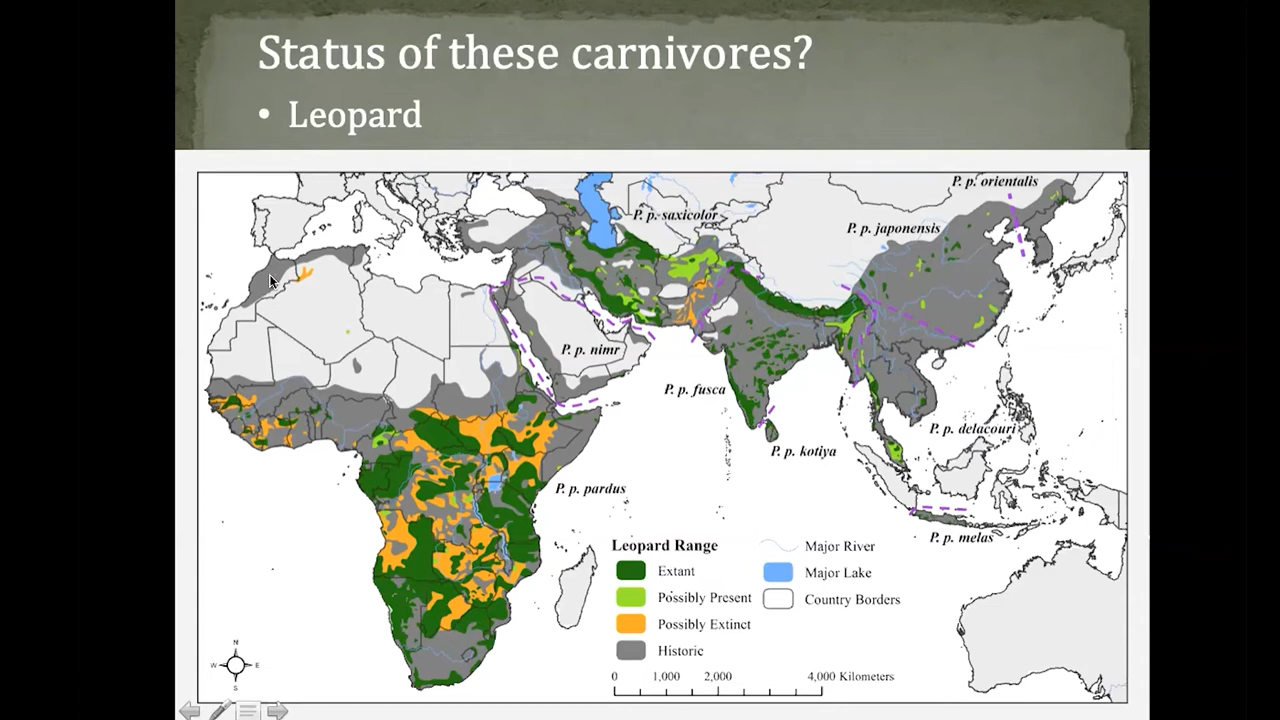 Status of these carnivores?
• Leopard
P. p. orientalis
P. p. saxicolor
P. p. japonensis
P. p. nimr
P. p. fusca
P. p. delacouri
P. p. kotiya
P. p. pardus
P. p. melas
Leopard Range
Extant
Possibly Present
Possibly Extinct
Historic
Major River
Major Lake
Country Borders
0 1,000 2,000 4,000 Kilometers
N
W E
S